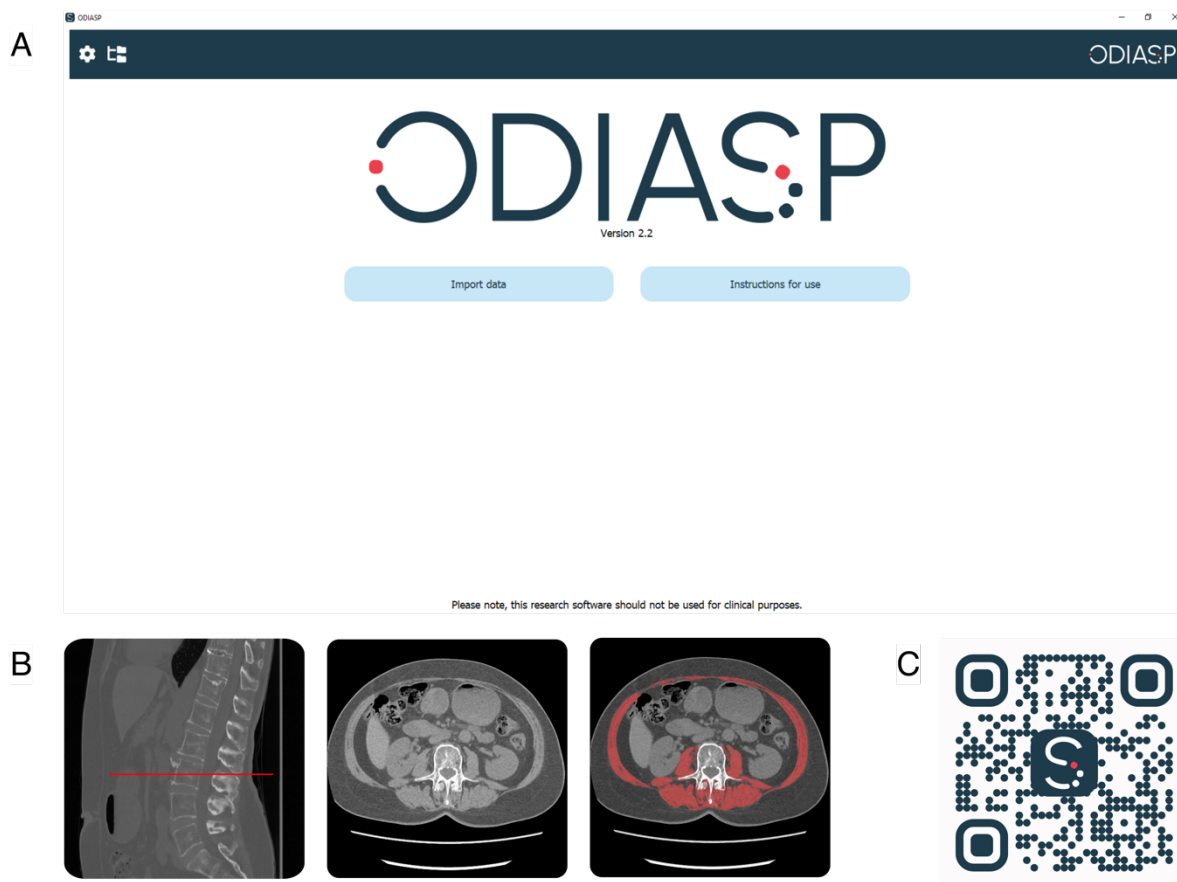 A
ODIASP
ODIASP
ODIASP
Version 2.2
Import data
Instructions for use
Please note, this research software should not be used for clinical purposes.
B
C
S